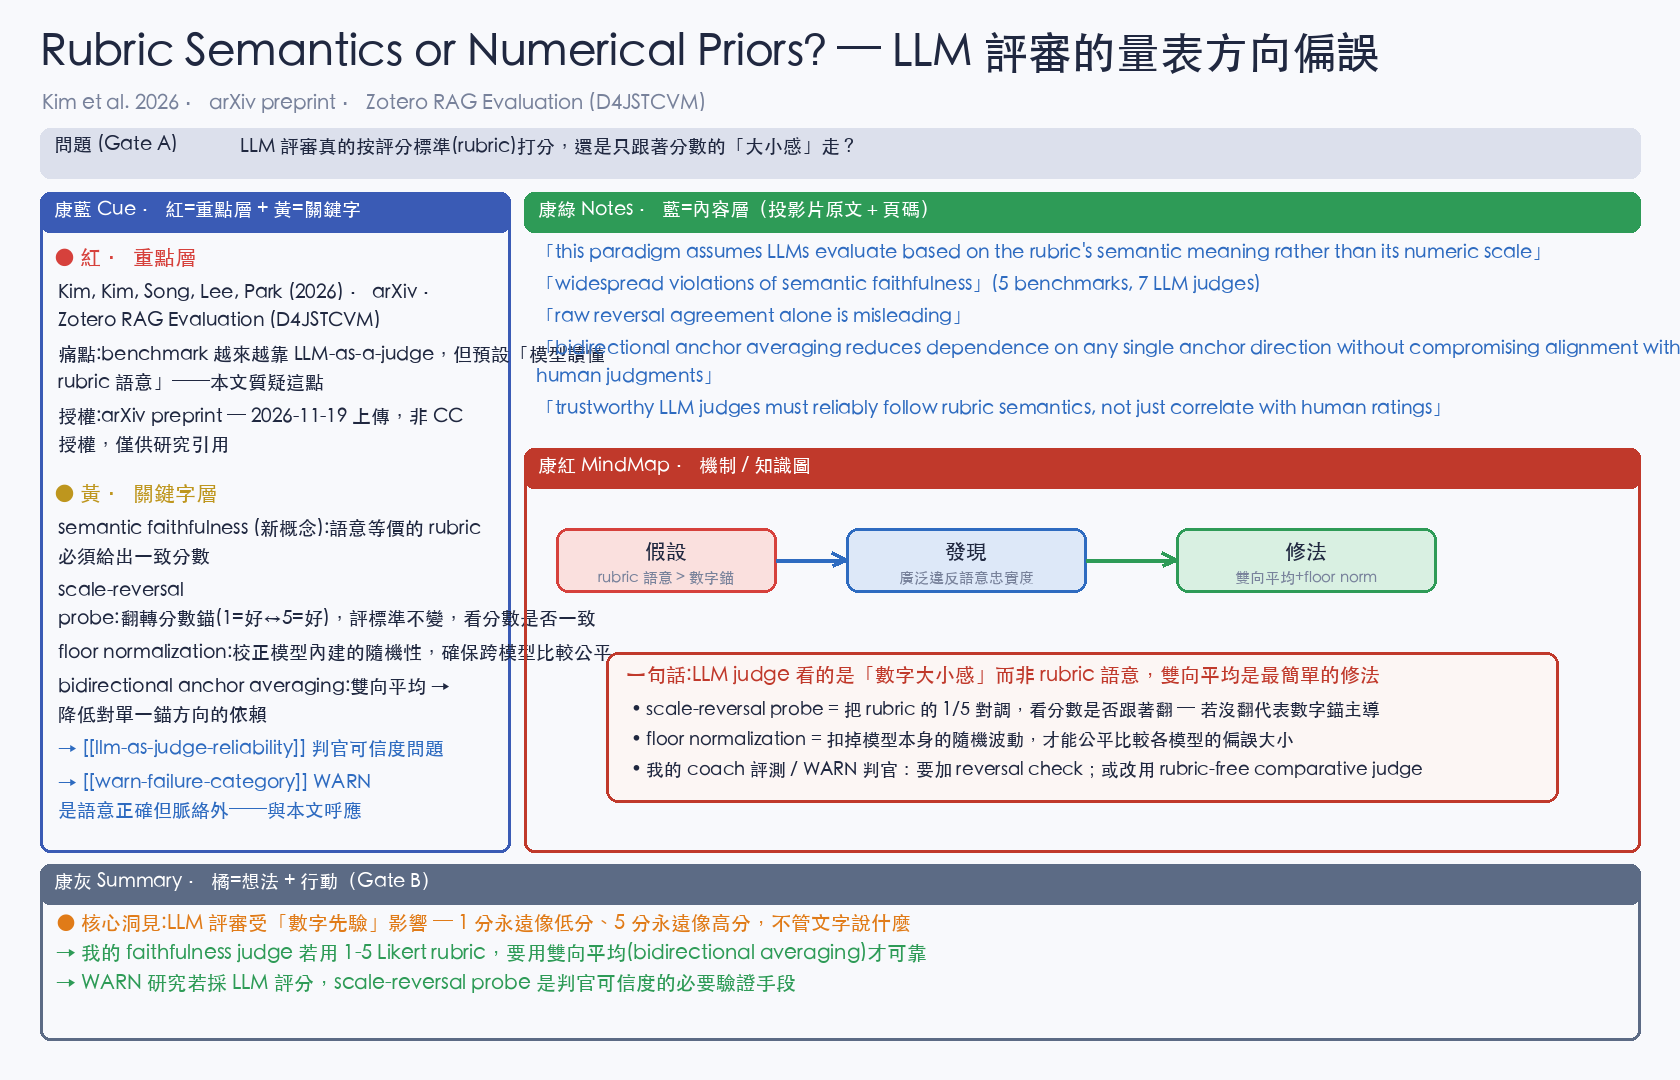 Rubric Semantics or Numerical Priors? — LLM 評審的量表方向偏誤
Kim et al. 2026 · arXiv preprint · Zotero RAG Evaluation (D4JSTCVM)
問題 (Gate A) LLM 評審真的按評分標準(rubric)打分，還是只跟著分數的「大小感」走？
康藍 Cue · 紅=重點層 + 黃=關鍵字
紅 · 重點層
Kim, Kim, Song, Lee, Park (2026) · arXiv ·
Zotero RAG Evaluation (D4JSTCVM)
痛點:benchmark 越來越靠 LLM-as-a-judge，但預設「模型讀懂
rubric 語意」——本文質疑這點
授權:arXiv preprint — 2026-11-19 上傳，非 CC
授權，僅供研究引用
黃 · 關鍵字層
semantic faithfulness (新概念):語意等價的 rubric
必須給出一致分數
scale-reversal
probe:翻轉分數錨(1=好↔5=好)，評標準不變，看分數是否一致
floor normalization:校正模型內建的隨機性，確保跨模型比較公平
bidirectional anchor averaging:雙向平均 →
降低對單一錨方向的依賴
→ [[llm-as-judge-reliability]] 判官可信度問題
→ [[warn-failure-category]] WARN
是語意正確但脈絡外——與本文呼應
康綠 Notes · 藍=內容層（投影片原文 + 頁碼）
「this paradigm assumes LLMs evaluate based on the rubric's semantic meaning rather than its numeric scale」
「widespread violations of semantic faithfulness」(5 benchmarks, 7 LLM judges)
「raw reversal agreement alone is misleading」
「bidirectional anchor averaging reduces dependence on any single anchor direction without compromising alignment with
human judgments」
「trustworthy LLM judges must reliably follow rubric semantics, not just correlate with human ratings」
康紅 MindMap · 機制 / 知識圖
假設
rubric 語意 > 數字錨
發現
廣泛違反語意忠實度
修法
雙向平均+floor norm
一句話:LLM judge 看的是「數字大小感」而非 rubric 語意，雙向平均是最簡單的修法
• scale-reversal probe = 把 rubric 的 1/5 對調，看分數是否跟著翻 — 若沒翻代表數字錨主導
• floor normalization = 扣掉模型本身的隨機波動，才能公平比較各模型的偏誤大小
• 我的 coach 評測 / WARN 判官：要加 reversal check；或改用 rubric-free comparative judge
康灰 Summary · 橘=想法 + 行動（Gate B）
核心洞見:LLM 評審受「數字先驗」影響 — 1 分永遠像低分、5 分永遠像高分，不管文字說什麼
→ 我的 faithfulness judge 若用 1-5 Likert rubric，要用雙向平均(bidirectional averaging)才可靠
→ WARN 研究若採 LLM 評分，scale-reversal probe 是判官可信度的必要驗證手段